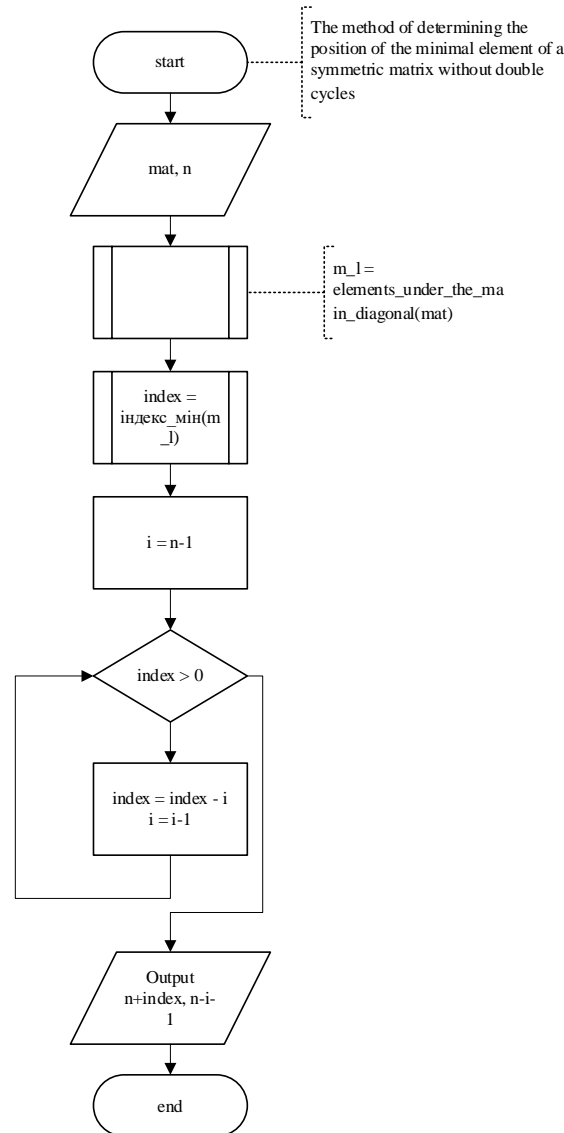 start
The method of determining the
position of the minimal element of a
symmetric matrix without double
cycles
mat, n
m_l =
elements_under_the_ma
in_diagonal(mat)
index =
індекс_мін(m
_l)
i = n-1
index > 0
index = index - i
i = i-1
Output
n+index, n-i-
1
end